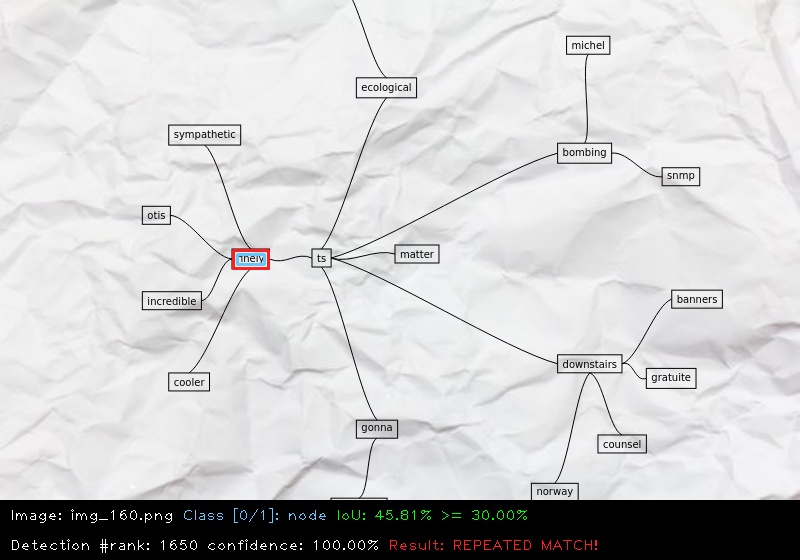 michel
ecological
sympathetic
bombing
snmp
otis
matter
ts
incredible
banners
downstairs
gratuite
cooler
gonna
counsel
norway
Image: img_160.png Class [0/1]: node IoU: 45.81% >= 30.00%
Detection #rank: 1650 confidence: 100.00% Result: REPEATED MATCH!